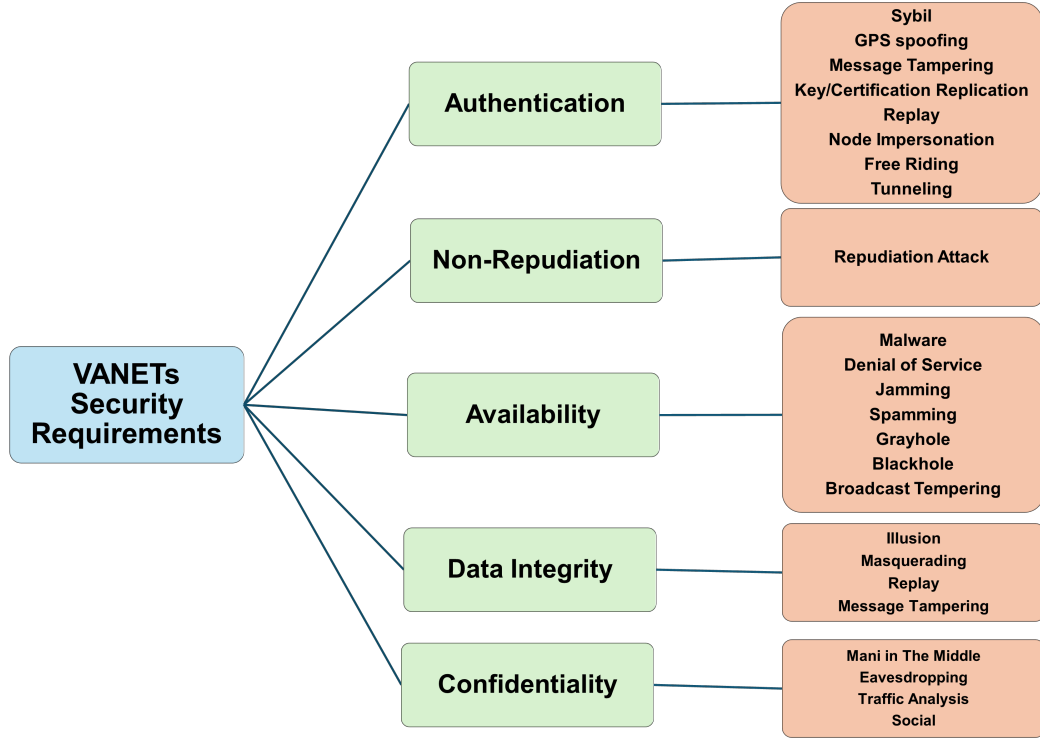 VANETs
Security
Requirements
Authentication
Sybil
GPS spoofing
Message Tampering
Key/Certification Replication
Replay
Node Impersonation
Free Riding
Tunneling
Non-Repudiation
Repudiation Attack
Availability
Malware
Denial of Service
Jamming
Spamming
Grayhole
Blackhole
Broadcast Tempering
Data Integrity
Illusion
Masquerading
Replay
Message Tampering
Confidentiality
Mani in The Middle
Eavesdropping
Traffic Analysis
Social